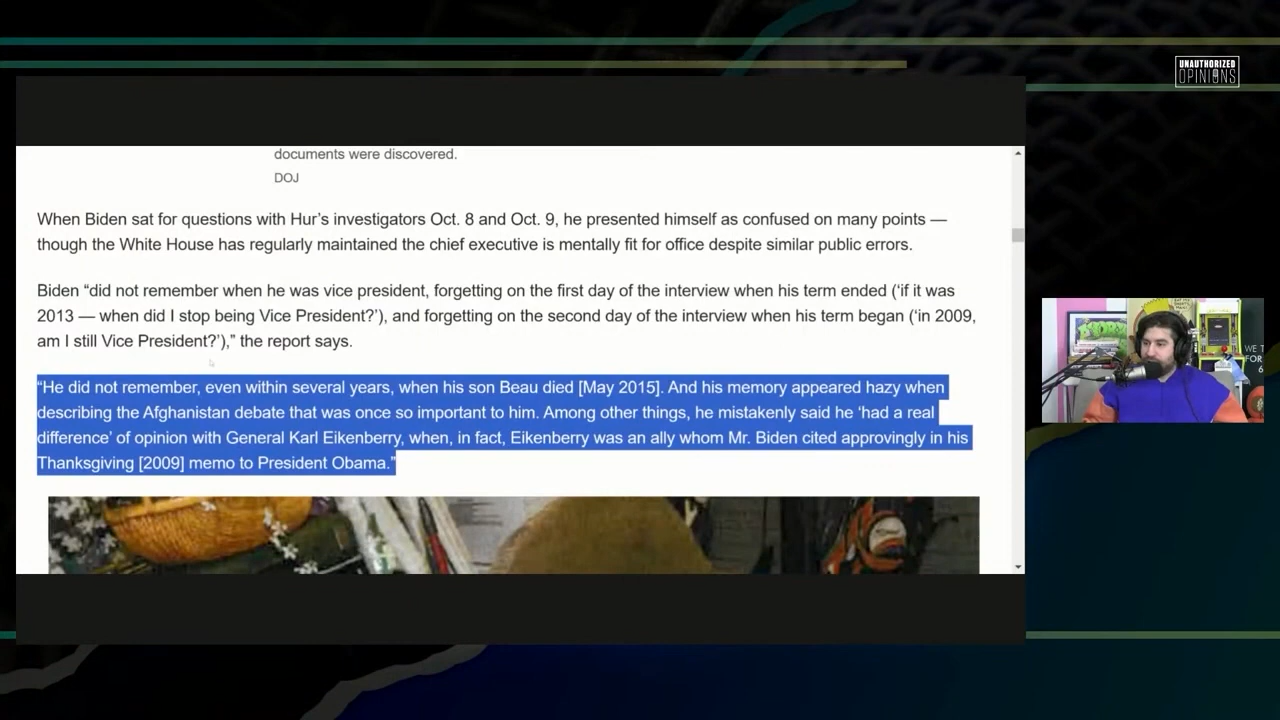 UNAUTHORIZED
OPINIONS
documents were discovered.
DOJ
When Biden sat for questions with Hur’s investigators Oct. 8 and Oct. 9, he presented himself as confused on many points —
though the White House has regularly maintained the chief executive is mentally fit for office despite similar public errors.
Biden “did not remember when he was vice president, forgetting on the first day of the interview when his term ended (‘if it was
2013 — when did I stop being Vice President?’), and forgetting on the second day of the interview when his term began (‘in 2009,
am I still Vice President?’),” the report says.
“He did not remember, even within several years, when his son Beau died [May 2015]. And his memory appeared hazy when
describing the Afghanistan debate that was once so important to him. Among other things, he mistakenly said he ‘had a real
difference’ of opinion with General Karl Eikenberry, when, in fact, Eikenberry was an ally whom Mr. Biden cited approvingly in his
Thanksgiving [2009] memo to President Obama.”
WE T
FOR
6